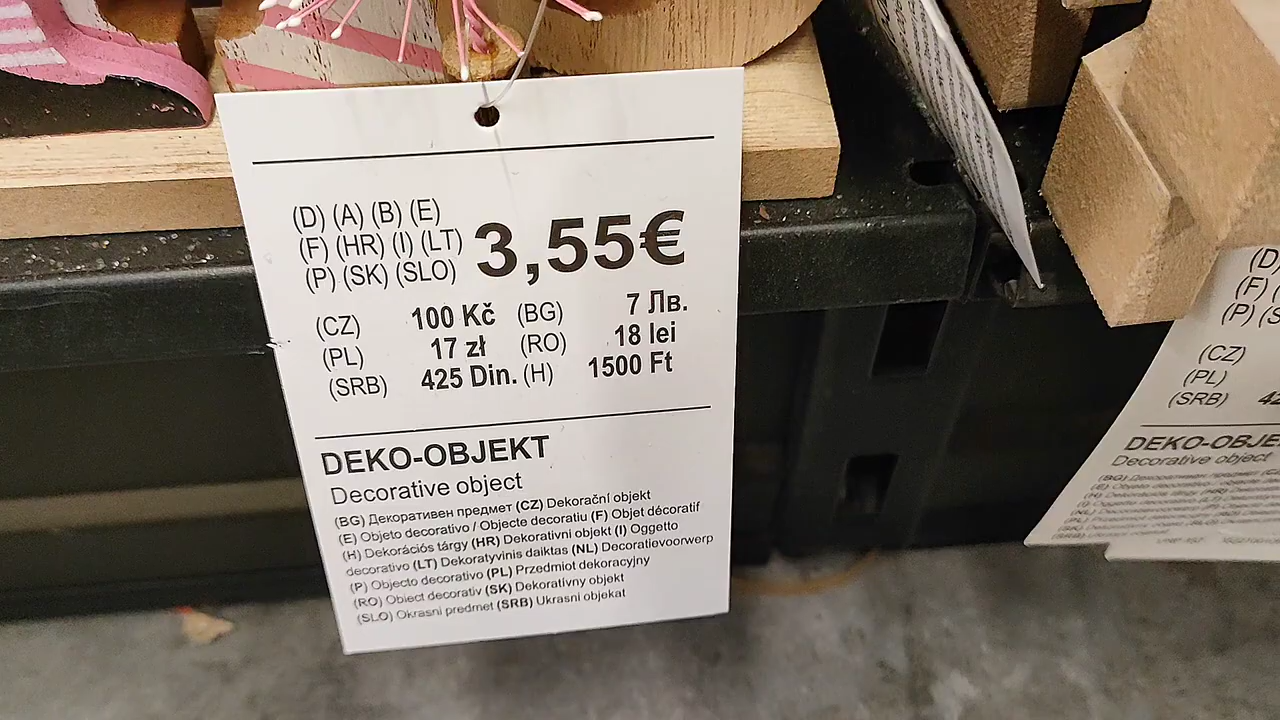 (D) (A) (B) (E)
(F) (HR) (I) (LT)
(P) (SK) (SLO)
3,55€
(CZ) 100 Kč (BG) 7 Лв.
(PL) 17 zł (RO) 18 lei
(SRB) 425 Din. (H) 1500 Ft
DEKO-OBJEKT
Decorative object
(BG) Декоративен предмет (CZ) Dekorační objekt
(E) Objeto decorativo / Objecte decoratiu (F) Objet décoratif
(H) Dekorációs tárgy (HR) Dekorativni objekt (I) Oggetto
decorativo (LT) Dekoratyvinis daiktas (NL) Decoratievoorwerp
(P) Objecto decorativo (PL) Przedmiot dekoracyjny
(RO) Obiect decorativ (SK) Dekoratívny objekt
(SLO) Okrasni predmet (SRB) Ukrasni objekat
(D)
(F)
(P)
(CZ)
(PL)
(SRB)
DEKO-OBJE
Decorative object